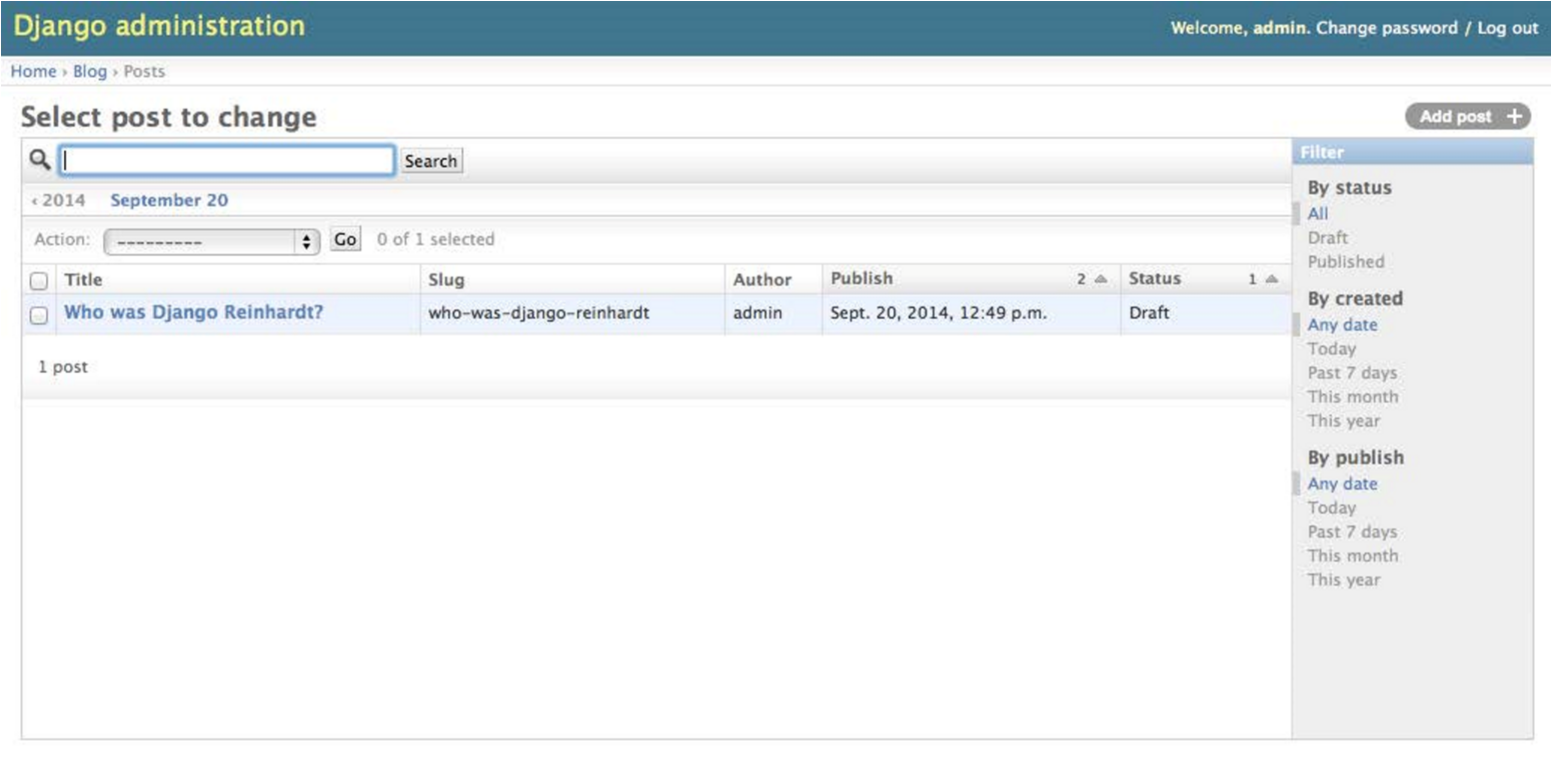 Django administration
Welcome, admin. Change password / Log out
Home › Blog › Posts
Select post to change
Add post +
Search
‹ 2014 September 20
Action: --------- Go 0 of 1 selected
Title Slug Author Publish 2 Status 1
Who was Django Reinhardt? who-was-django-reinhardt admin Sept. 20, 2014, 12:49 p.m. Draft
1 post
Filter
By status
All
Draft
Published
By created
Any date
Today
Past 7 days
This month
This year
By publish
Any date
Today
Past 7 days
This month
This year